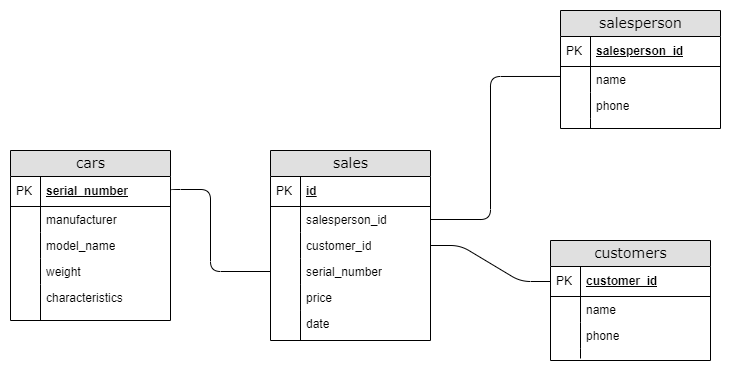 salesperson
PK salesperson_id
name
phone
cars
PK serial_number
manufacturer
model_name
weight
characteristics
sales
PK id
salesperson_id
customer_id
serial_number
price
date
customers
PK customer_id
name
phone